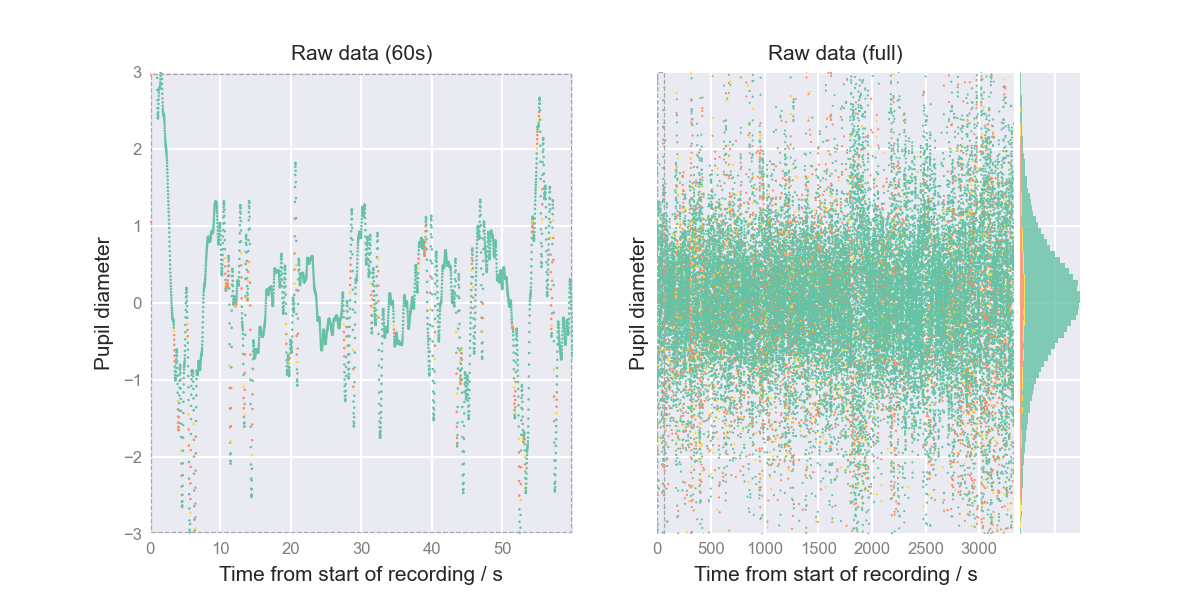 Raw data (60s)
Pupil diameter
3
2
1
0
−1
−2
−3
0 10 20 30 40 50
Time from start of recording / s
Raw data (full)
Pupil diameter
0 500 1000 1500 2000 2500 3000
Time from start of recording / s